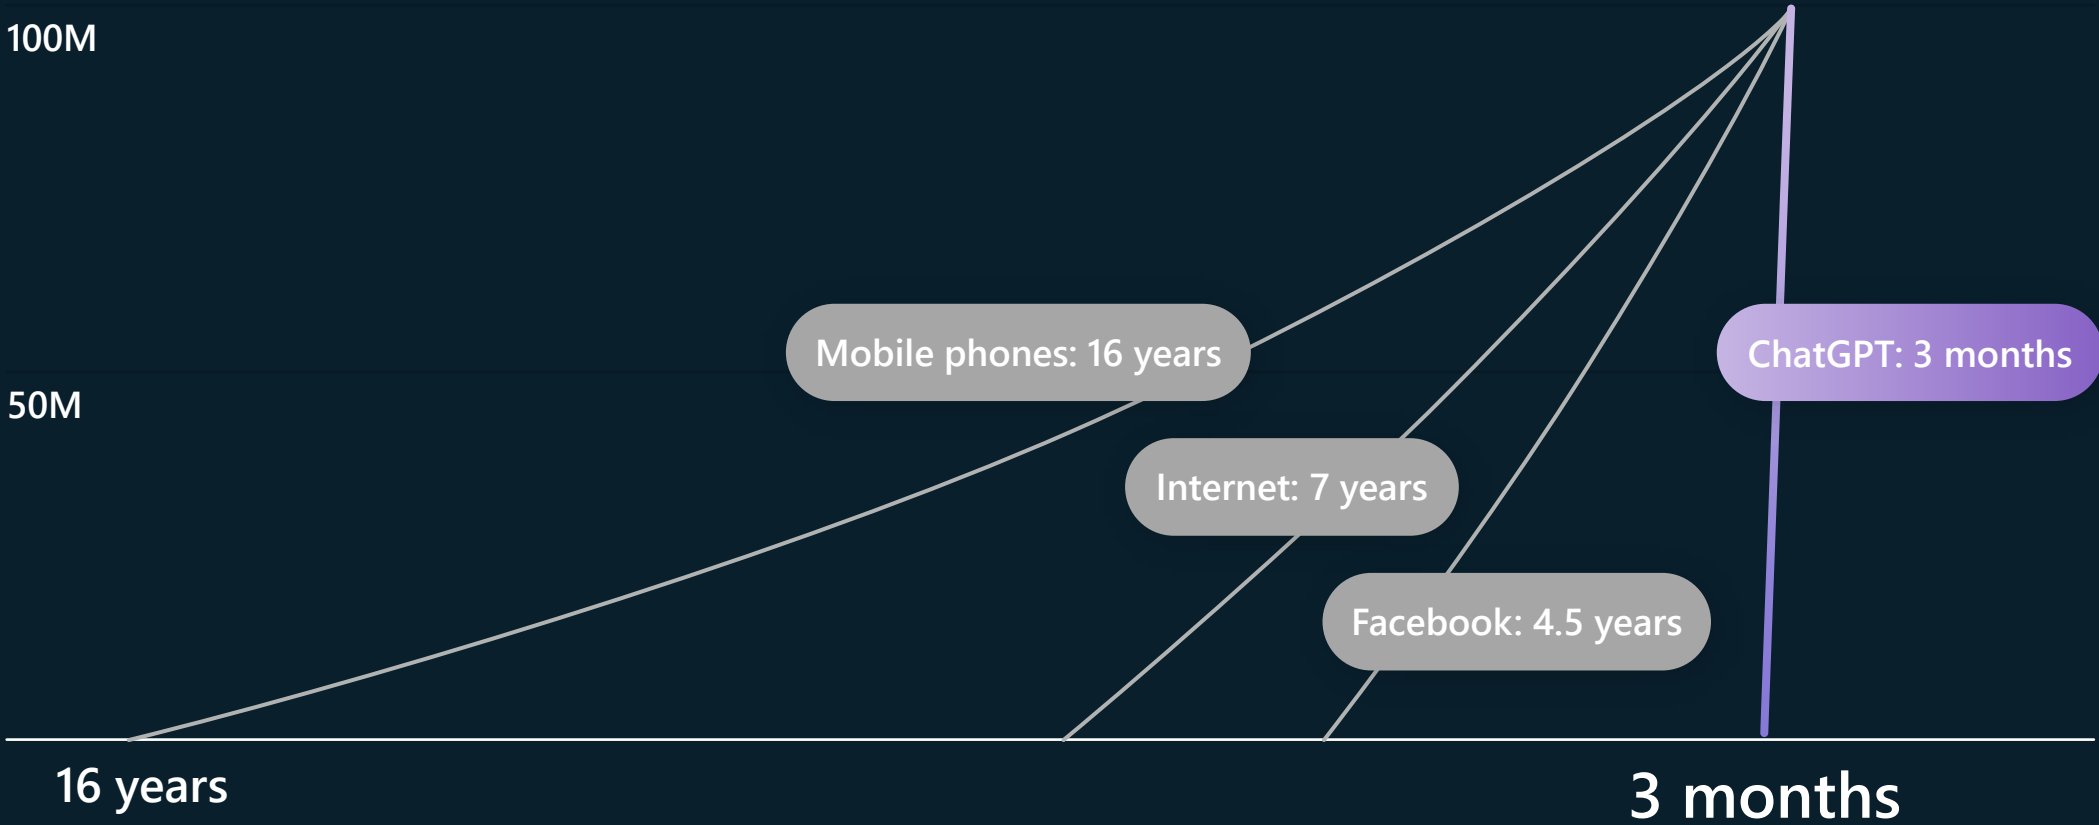 100M
Mobile phones: 16 years
ChatGPT: 3 months
50M
Internet: 7 years
Facebook: 4.5 years
16 years
3 months